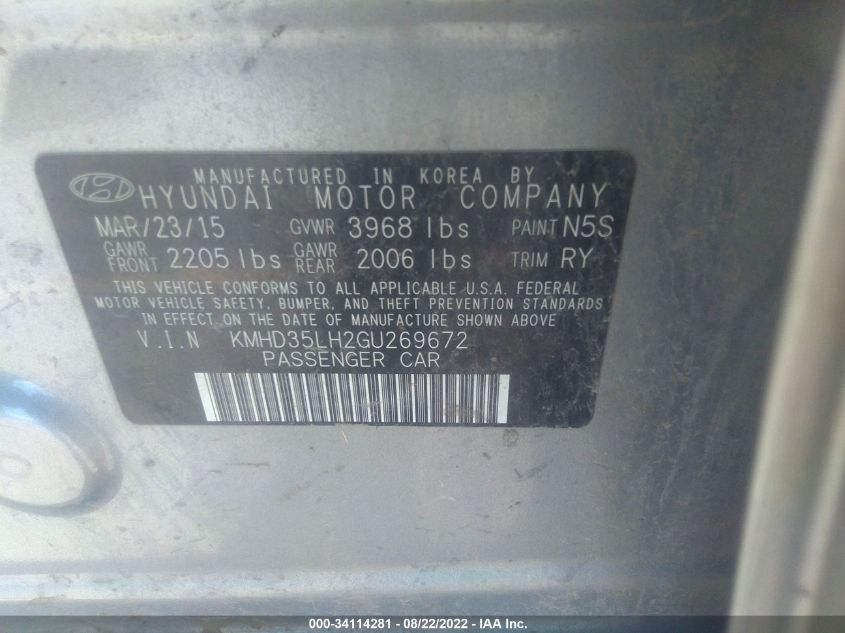 MANUFACTURED IN KOREA BY
HYUNDAI MOTOR COMPANY
MAR/23/15 GVWR 3968 lbs PAINT N5S
GAWR FRONT 2205 lbs GAWR REAR 2006 lbs TRIM RY
THIS VEHICLE CONFORMS TO ALL APPLICABLE U.S.A. FEDERAL
MOTOR VEHICLE SAFETY, BUMPER, AND THEFT PREVENTION STANDARDS
IN EFFECT ON THE DATE OF MANUFACTURE SHOWN ABOVE
V.I.N KMHD35LH2GU269672
PASSENGER CAR
000-34114281 - 08/22/2022 - IAA Inc.